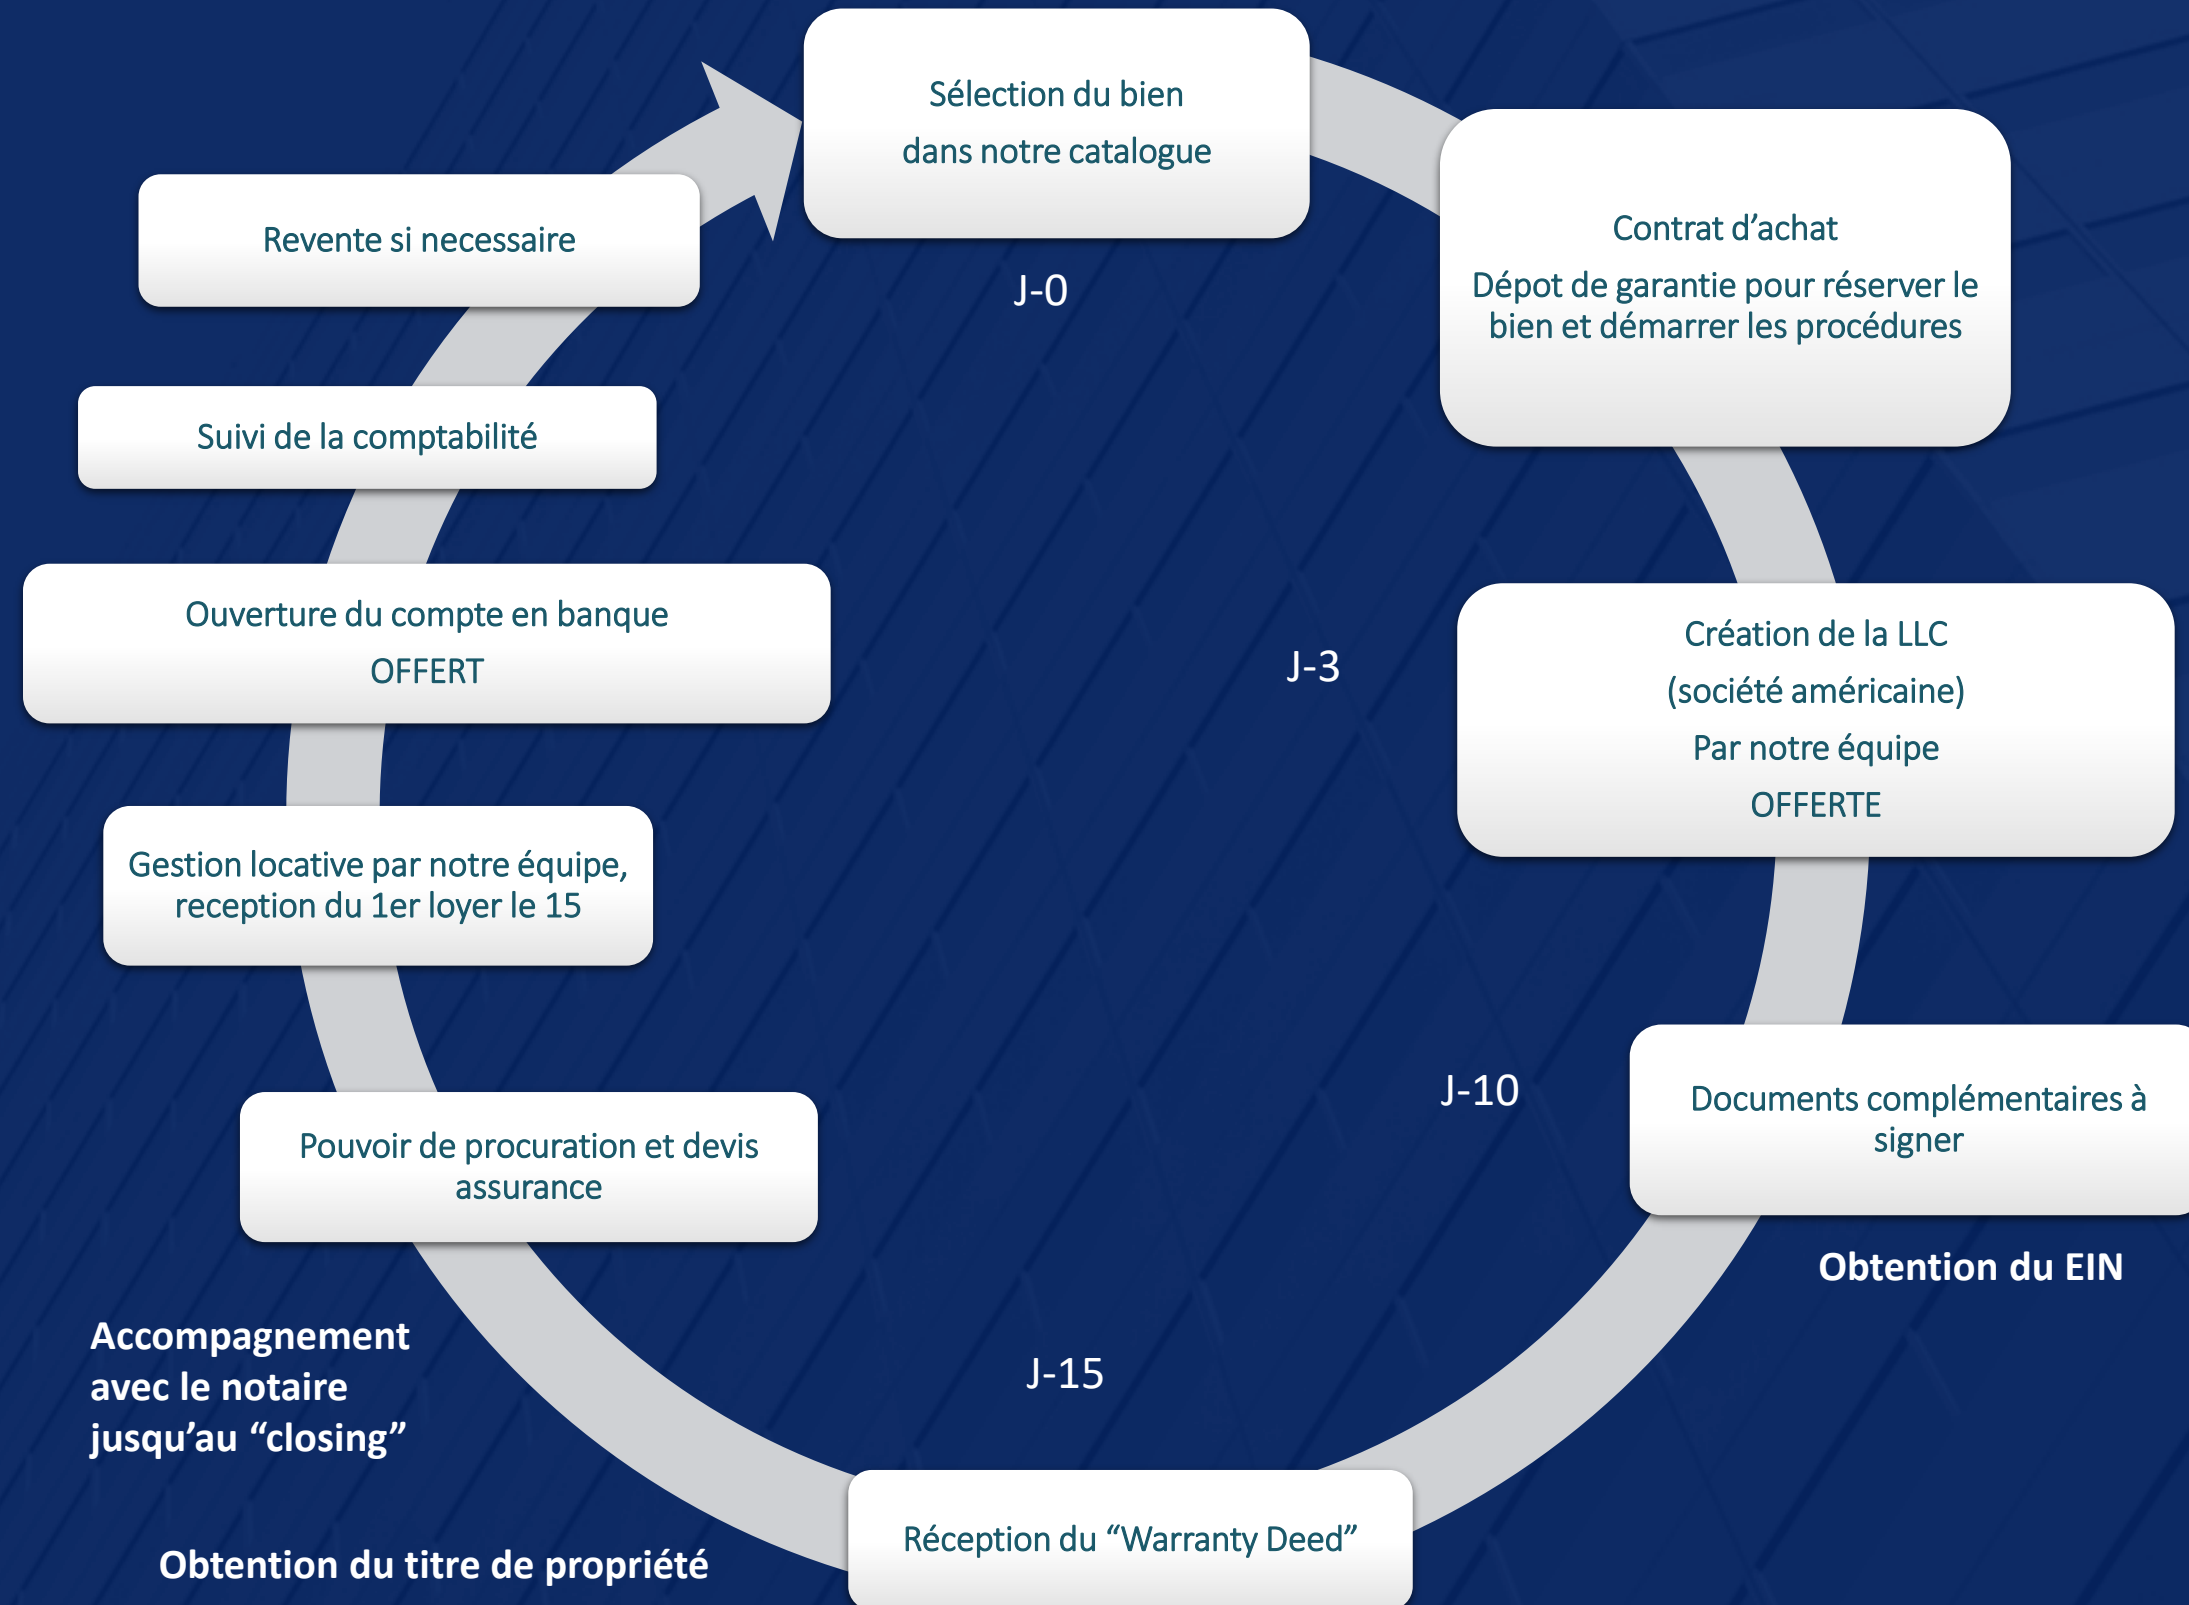 Sélection du bien
dans notre catalogue
J-0
Contrat d’achat
Dépot de garantie pour réserver le
bien et démarrer les procédures
Création de la LLC
(société américaine)
Par notre équipe
OFFERTE
J-3
Documents complémentaires à
signer
J-10
Obtention du EIN
J-15
Réception du “Warranty Deed”
Obtention du titre de propriété
Accompagnement
avec le notaire
jusqu’au “closing”
Pouvoir de procuration et devis
assurance
Gestion locative par notre équipe,
reception du 1er loyer le 15
Ouverture du compte en banque
OFFERT
Suivi de la comptabilité
Revente si necessaire